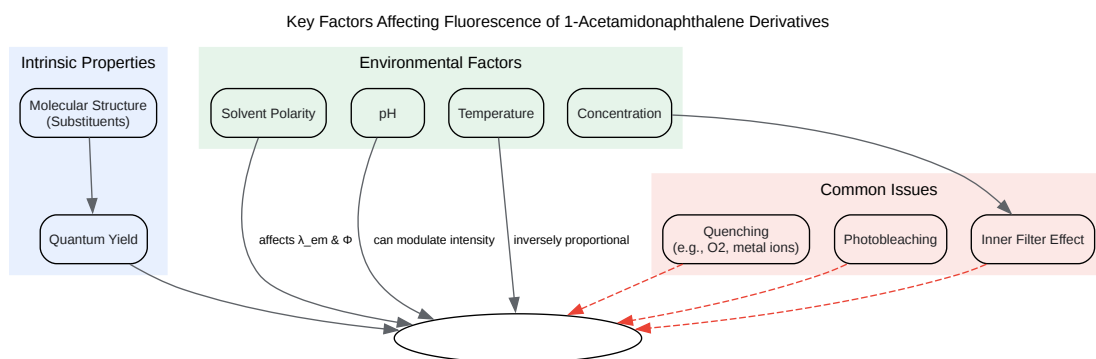 Key Factors Affecting Fluorescence of 1-Acetamidonaphthalene Derivatives
Intrinsic Properties
Environmental Factors
Molecular Structure
(Substituents)
Solvent Polarity
pH
Temperature
Concentration
Common Issues
Quantum Yield
affects λ_em & Φ
can modulate intensity
inversely proportional
Quenching
(e.g., O2, metal ions)
Photobleaching
Inner Filter Effect